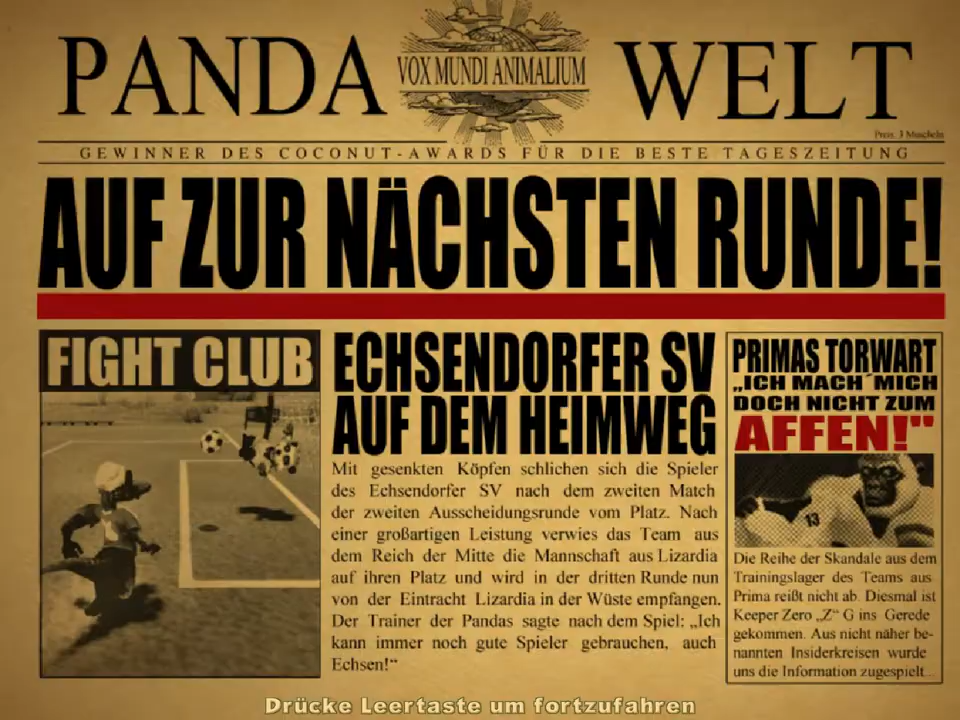 PANDA WELT
VOX MUNDI ANIMALIUM
Preis: 3 Muscheln
GEWINNER DES COCONUT-AWARDS FÜR DIE BESTE TAGESZEITUNG
AUF ZUR NÄCHSTEN RUNDE!
FIGHT CLUB
ECHSENDORFER SV
AUF DEM HEIMWEG
Mit gesenkten Köpfen schlichen sich die Spieler
des Echsendorfer SV nach dem zweiten Match
der zweiten Ausscheidungsrunde vom Platz. Nach
einer großartigen Leistung verwies das Team aus
dem Reich der Mitte die Mannschaft aus Lizardia
auf ihren Platz und wird in der dritten Runde nun
von der Eintracht Lizardia in der Wüste empfangen.
Der Trainer der Pandas sagte nach dem Spiel: „Ich
kann immer noch gute Spieler gebrauchen, auch
Echsen!“
PRIMAS TORWART
„ICH MACH´MICH
DOCH NICHT ZUM
AFFEN!"
13
Die Reihe der Skandale aus dem
Trainingslager des Teams aus
Prima reißt nicht ab. Diesmal ist
Keeper Zero „Z“ G ins Gerede
gekommen. Aus nicht näher be-
nannten Insiderkreisen wurde
uns die Information zugespielt...
Drücke Leertaste um fortzufahren